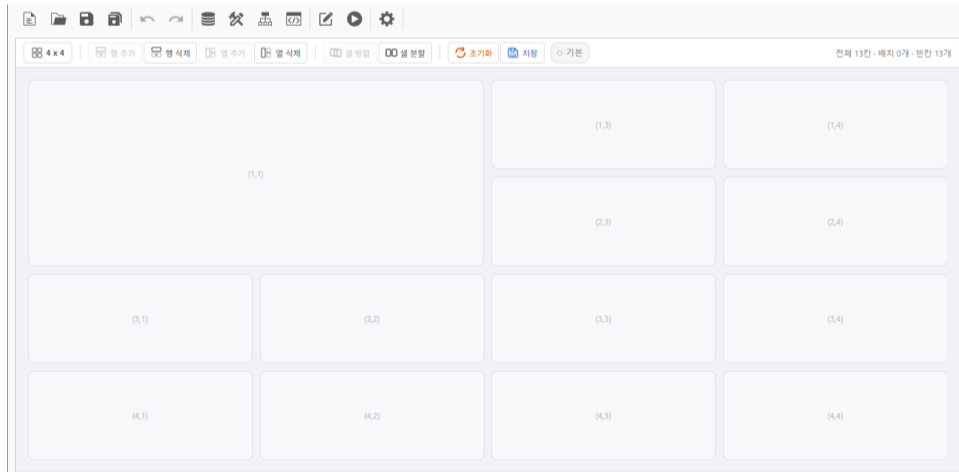 4 x 4 행 추가 행 삭제 열 추가 열 삭제 셀 병합 셀 분할 초기화 저장 ○ 기본 전체 13칸 · 배치 0개 · 빈칸 13개
(1,1) (1,3) (1,4)
(2,3) (2,4)
(3,1) (3,2) (3,3) (3,4)
(4,1) (4,2) (4,3) (4,4)